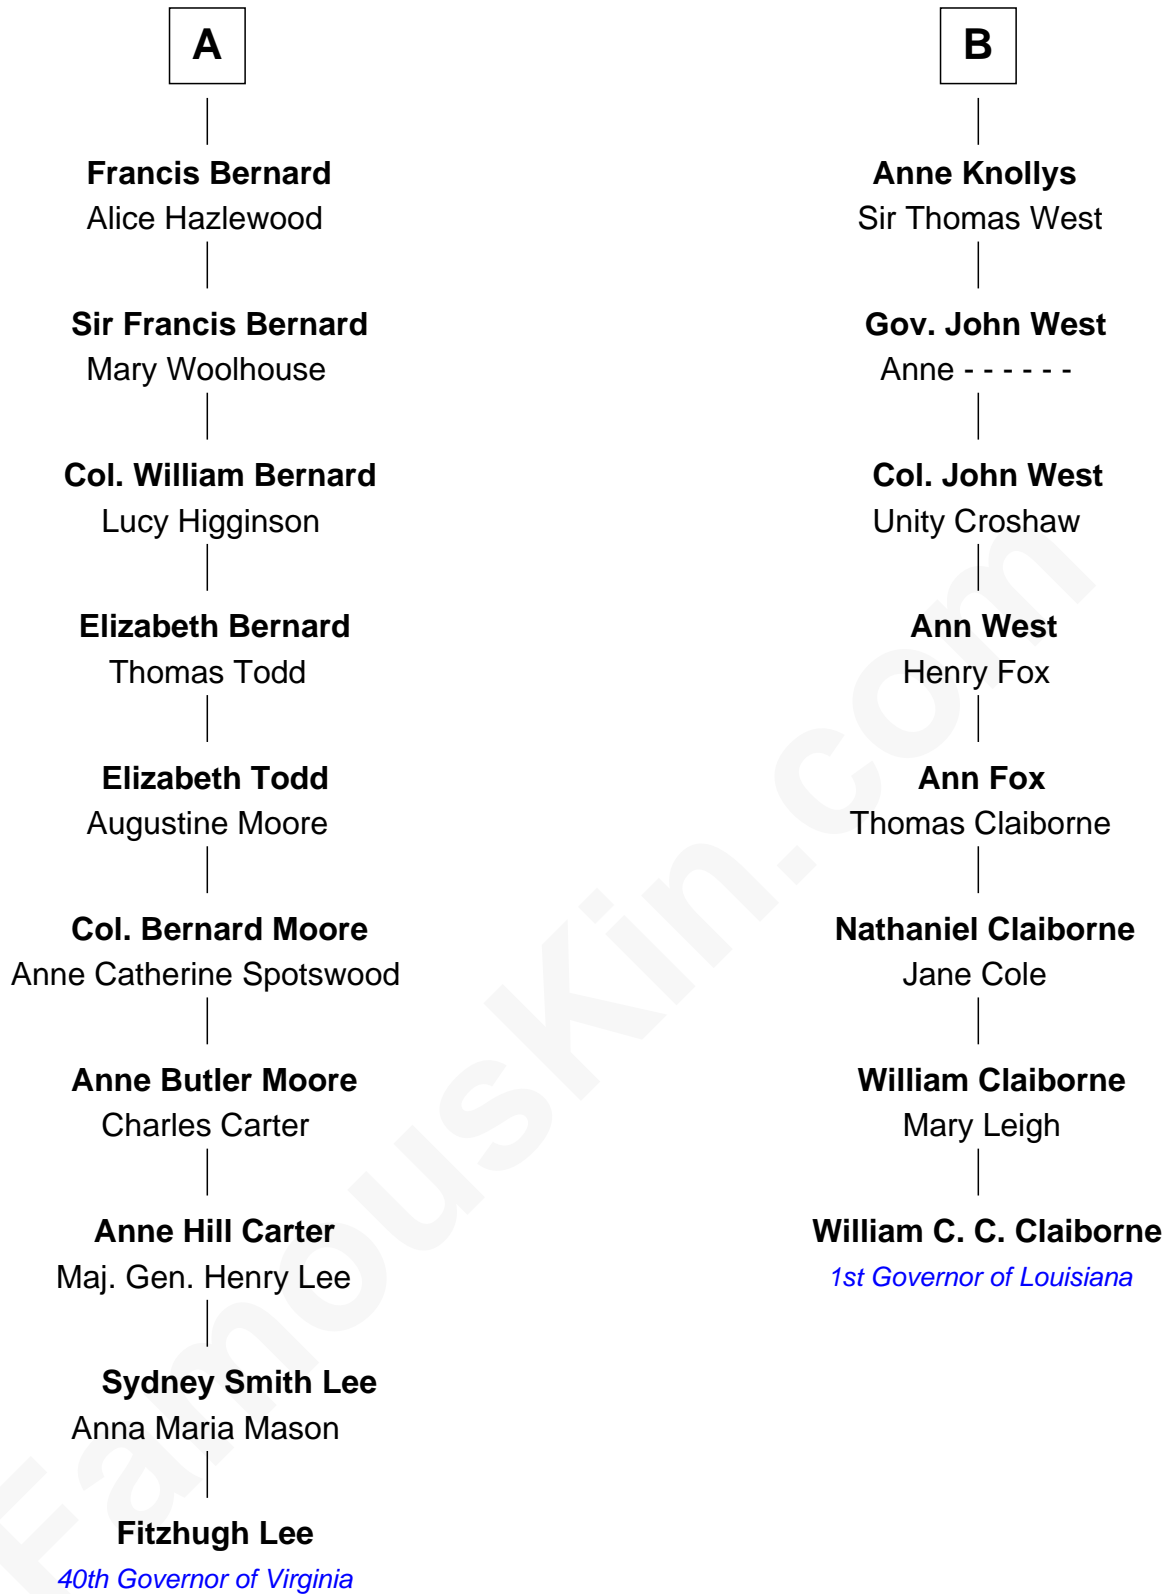 A
Francis Bernard
Alice Hazlewood
Sir Francis Bernard
Mary Woolhouse
Col. William Bernard
Lucy Higginson
Elizabeth Bernard
Thomas Todd
Elizabeth Todd
Augustine Moore
Col. Bernard Moore
Anne Catherine Spotswood
Anne Butler Moore
Charles Carter
Anne Hill Carter
Maj. Gen. Henry Lee
Sydney Smith Lee
Anna Maria Mason
Fitzhugh Lee
40th Governor of Virginia
B
Anne Knollys
Sir Thomas West
Gov. John West
Anne - - - - - -
Col. John West
Unity Croshaw
Ann West
Henry Fox
Ann Fox
Thomas Claiborne
Nathaniel Claiborne
Jane Cole
William Claiborne
Mary Leigh
William C. C. Claiborne
1st Governor of Louisiana
FamousKin.com